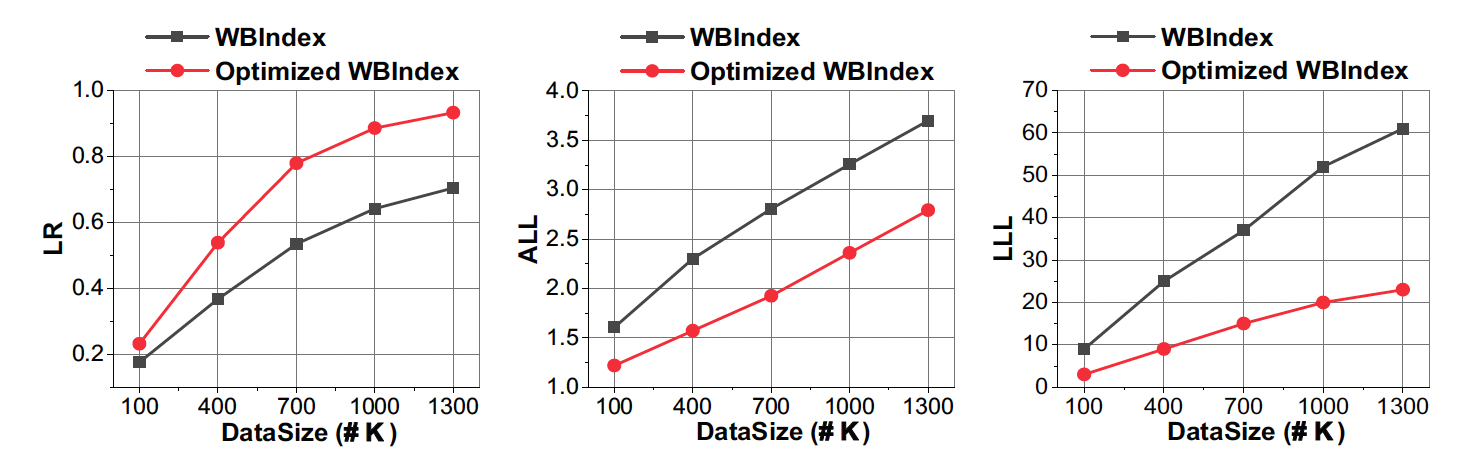 WBIndex
Optimized WBIndex
1.0
0.8
0.6
0.4
0.2
LR
100 400 700 1000 1300
DataSize (# K)
WBIndex
Optimized WBIndex
4.0
3.5
3.0
2.5
2.0
1.5
1.0
ALL
100 400 700 1000 1300
DataSize (# K)
WBIndex
Optimized WBIndex
70
60
50
40
30
20
10
0
LLL
100 400 700 1000 1300
DataSize (# K)